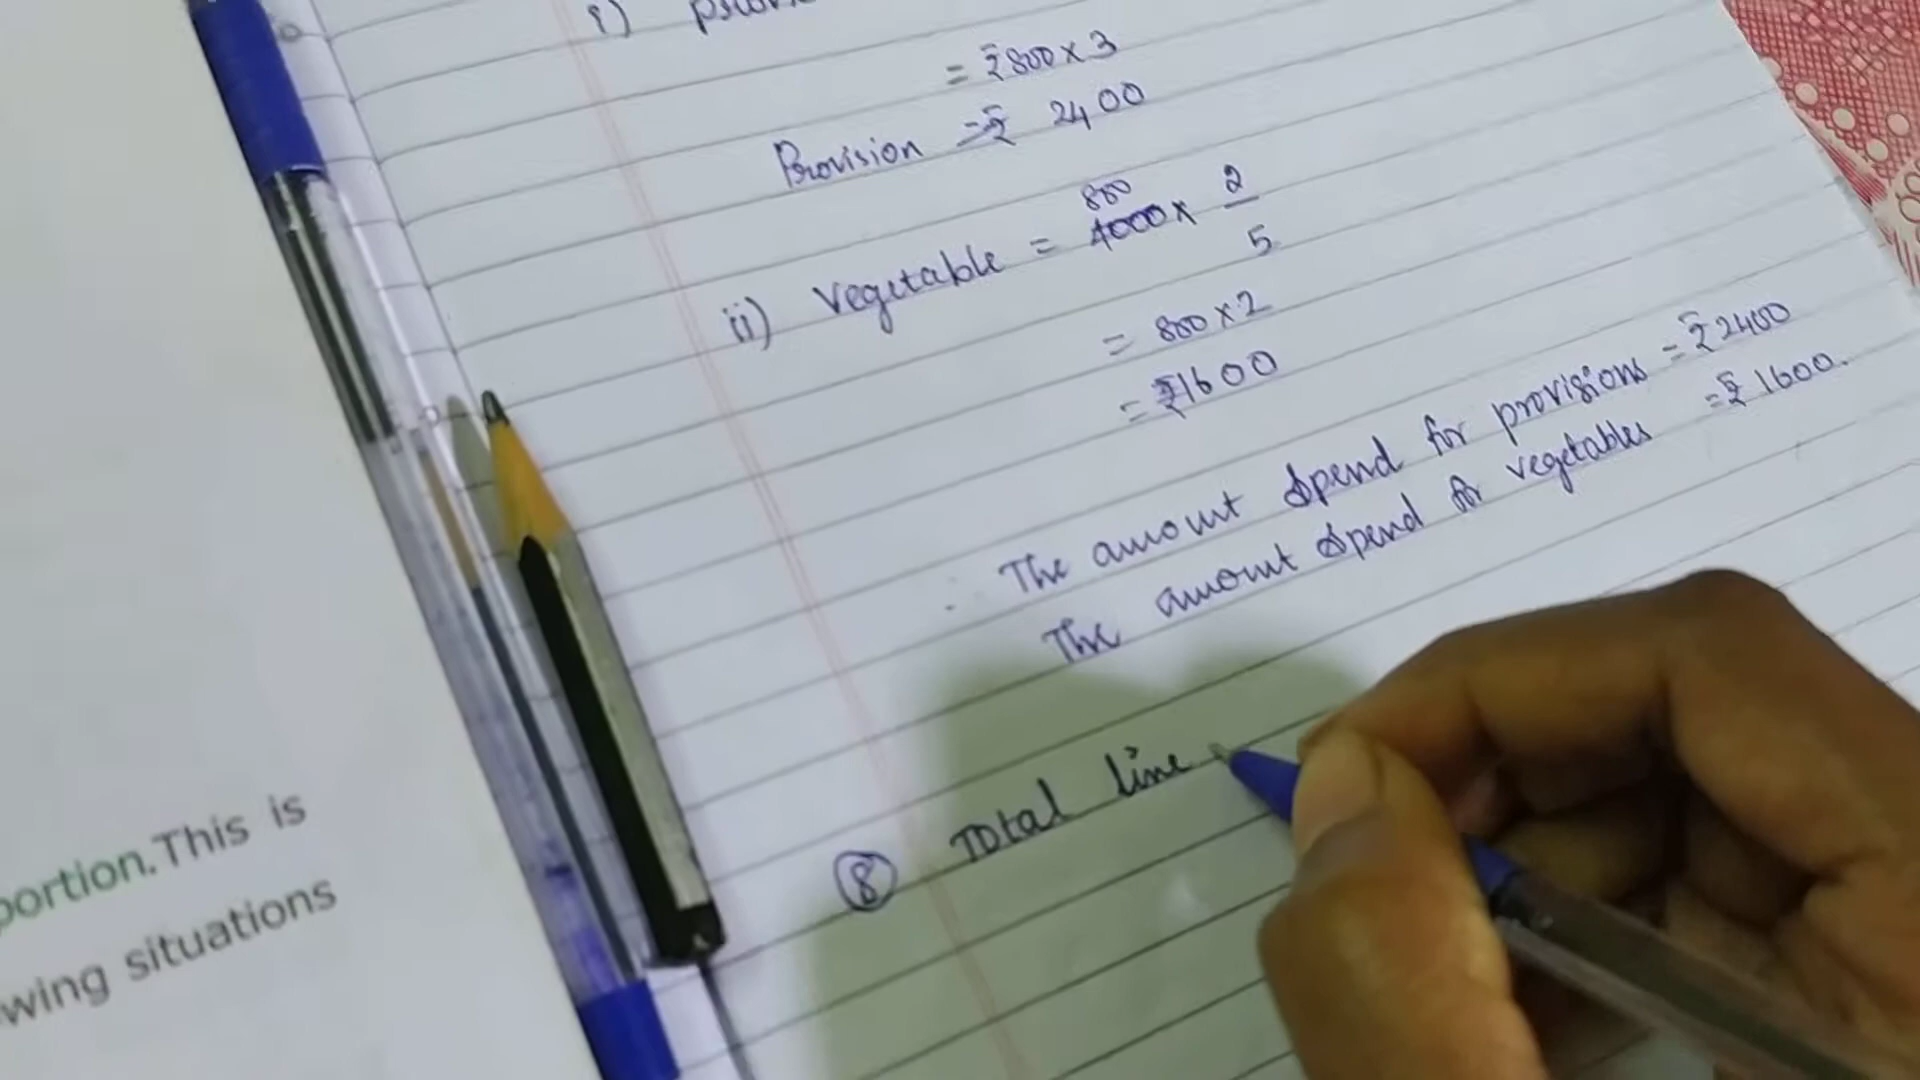 i)
= ₹800 x 3
Provision = ₹ 2400
ii) Vegetable = 4000 x 2/5
800
= 800 x 2
= ₹1600
∴ The amount spend for provisions = ₹2400
The amount spend for vegetables = ₹1600.
8 Total line
portion. This is
wing situations